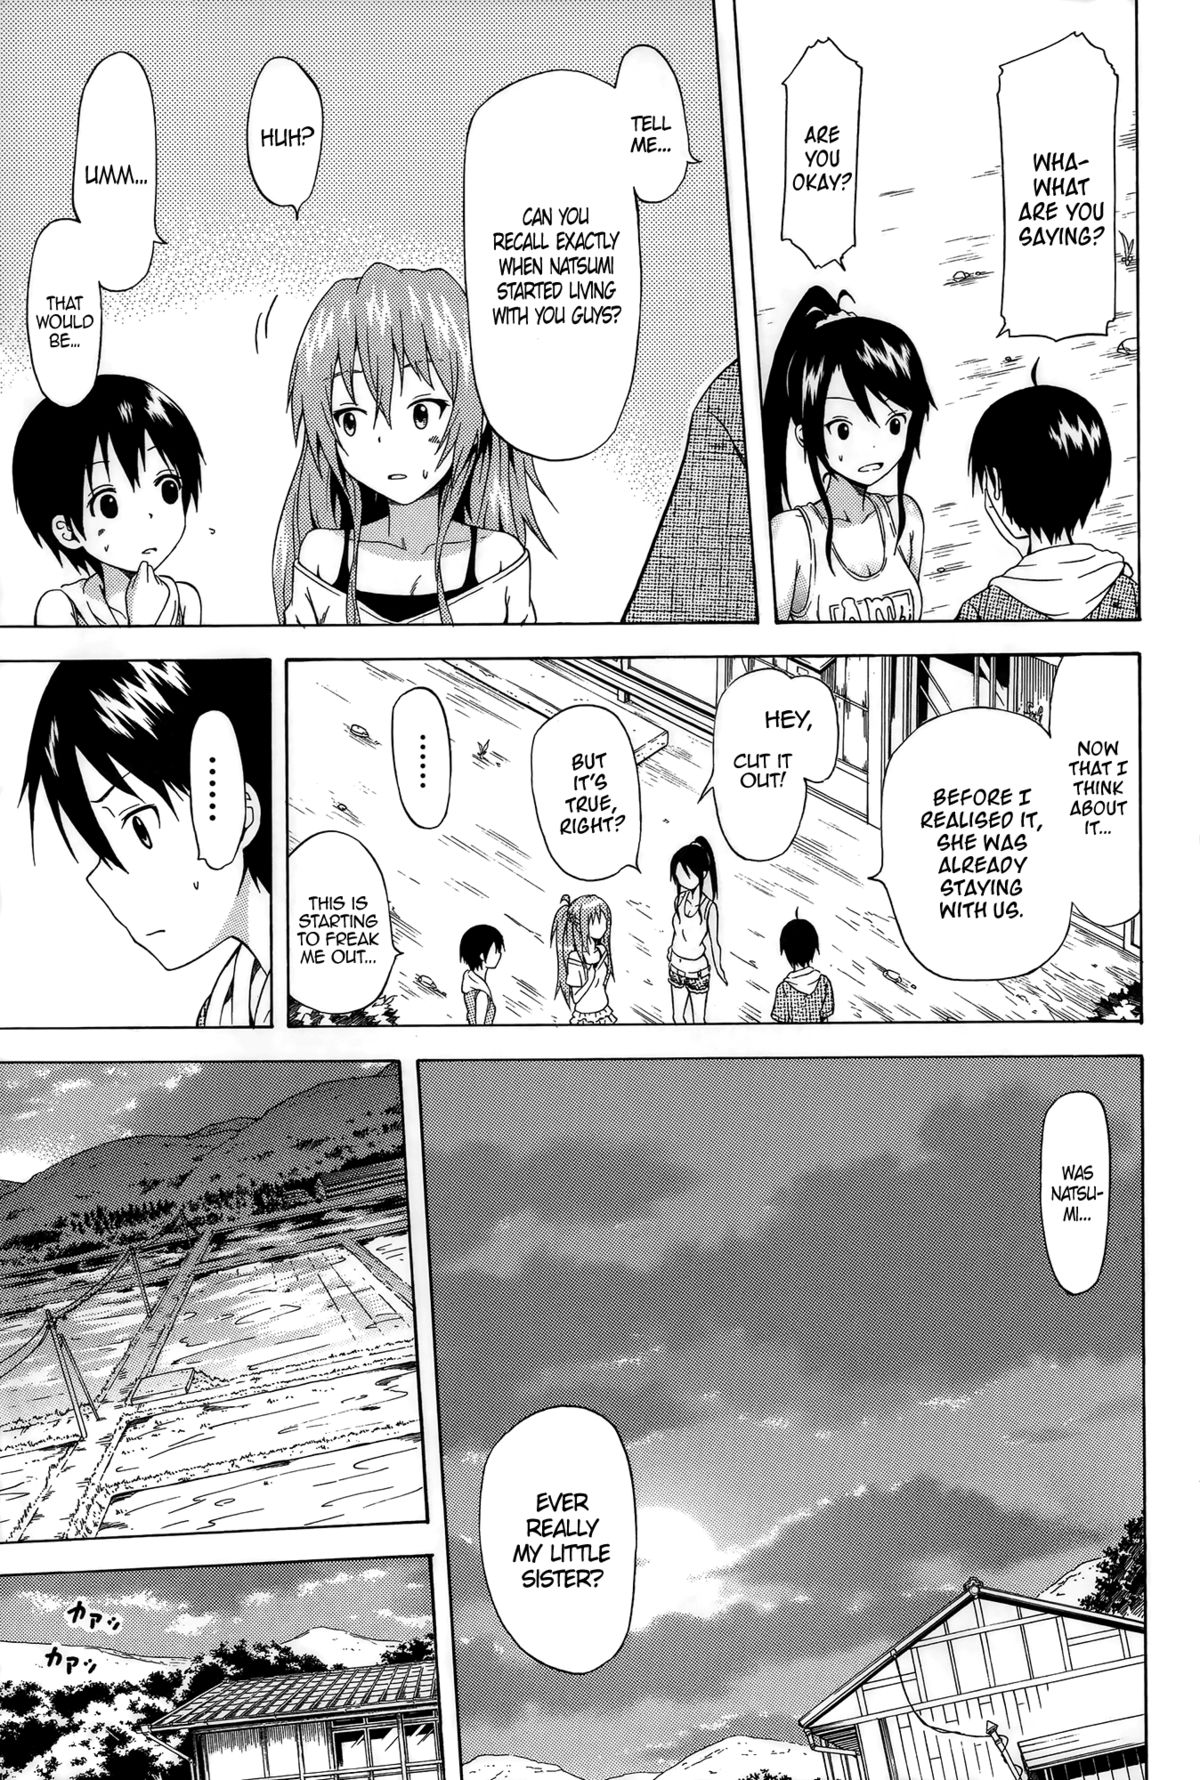 WHA-
WHAT
ARE YOU
SAYING?
ARE
YOU
OKAY?
TELL
ME...
CAN YOU
RECALL EXACTLY
WHEN NATSUMI
STARTED LIVING
WITH YOU GUYS?
HUH?
UMM...
THAT
WOULD
BE...
NOW
THAT I
THINK
ABOUT
IT...
BEFORE I
REALISED IT,
SHE WAS
ALREADY
STAYING
WITH US.
HEY,
CUT IT
OUT!
BUT
IT'S
TRUE,
RIGHT?
......
THIS IS
STARTING
TO FREAK
ME OUT...
......
WAS
NATSU-
MI...
EVER
REALLY
MY LITTLE
SISTER?
カアッ
カアッ